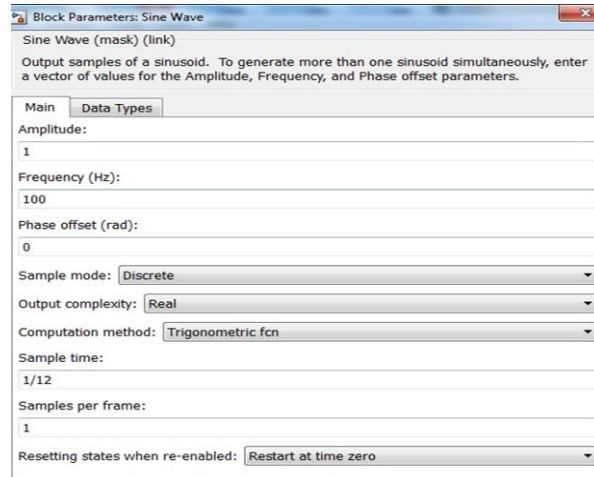 Block Parameters: Sine Wave
Sine Wave (mask) (link)
Output samples of a sinusoid. To generate more than one sinusoid simultaneously, enter
a vector of values for the Amplitude, Frequency, and Phase offset parameters.
Main Data Types
Amplitude:
1
Frequency (Hz):
100
Phase offset (rad):
0
Sample mode: Discrete
Output complexity: Real
Computation method: Trigonometric fcn
Sample time:
1/12
Samples per frame:
1
Resetting states when re-enabled: Restart at time zero